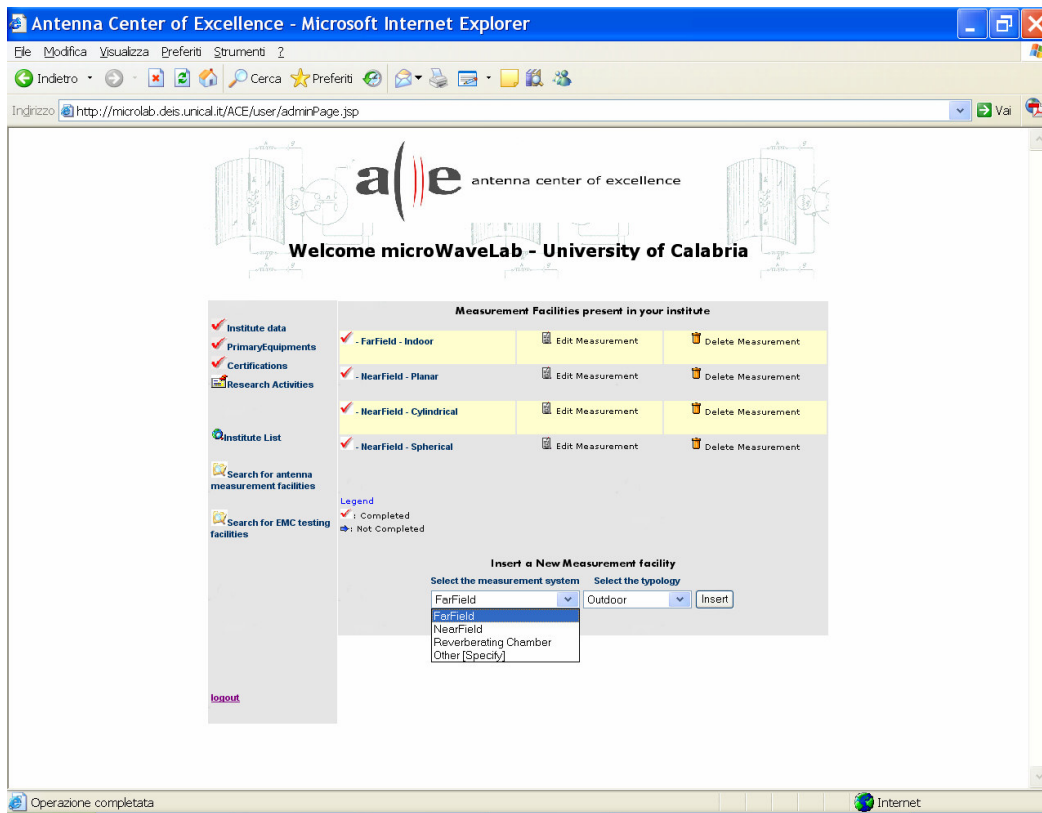 Antenna Center of Excellence - Microsoft Internet Explorer
File Modifica Visualizza Preferiti Strumenti ?
Indietro Cerca Preferiti
Indirizzo http://microlab.deis.unical.it/ACE/user/adminPage.jsp Vai
a((e antenna center of excellence
Welcome microWaveLab - University of Calabria
Measurement Facilities present in your institute
Institute data
PrimaryEquipments
Certifications
Research Activities
Institute List
Search for antenna
measurement facilities
Search for EMC testing
facilities
logout
- FarField - Indoor Edit Measurement Delete Measurement
- NearField - Planar Edit Measurement Delete Measurement
- NearField - Cylindrical Edit Measurement Delete Measurement
- NearField - Spherical Edit Measurement Delete Measurement
Legend
: Completed
: Not Completed
Insert a New Measurement facility
Select the measurement system Select the typology
FarField Outdoor Insert
FarField
NearField
Reverberating Chamber
Other [Specify]
Operazione completata Internet